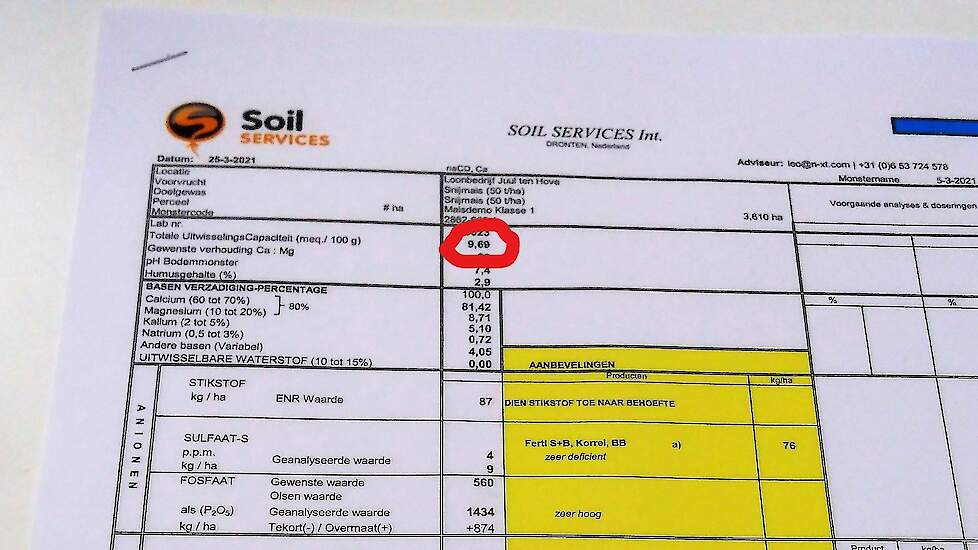 Soil
SERVICES
SOIL SERVICES Int.
DRONTEN, Nederland
Datum: 25-3-2021
Adviseur: leo@n-xt.com | +31 (0)6 53 724 578
Monstername 5-3-2021
Locatie nsCD, Ca
Voorvrucht Loonbedrijf Juul ten Hove
Doelgewas Snijmais (50 t/ha)
Perceel # ha Snijmais (50 t/ha)
Monstercode Maisdemo Klasse 1 3,610 ha
Voorgaande analyses & doseringen
Lab nr
Totale UitwisselingsCapaciteit (meq./ 100 g) 9,69
Gewenste verhouding Ca : Mg
pH Bodemmonster 7,4
Humusgehalte (%) 2,9
BASEN VERZADIGING-PERCENTAGE 100,0
Calcium (60 tot 70%) 81,42
80%
Magnesium (10 tot 20%) 8,71
Kalium (2 tot 5%) 5,10
Natrium (0,5 tot 3%) 0,72
Andere basen (Variabel) 4,05
UITWISSELBARE WATERSTOF (10 tot 15%) 0,00
% %
AANBEVELINGEN
Producten kg/ha
ANIONEN
STIKSTOF
kg / ha ENR Waarde 87 DIEN STIKSTOF TOE NAAR BEHOEFTE
SULFAAT-S Fertl S+B, Korrel, BB a) 76
p.p.m. Geanalyseerde waarde 4 zeer deficient
kg / ha 9
FOSFAAT Gewenste waarde 560
Olsen waarde
als (P₂O₅) Geanalyseerde waarde 1434 zeer hoog
kg / ha Tekort(-) / Overmaat(+) +874
Product kg/ha